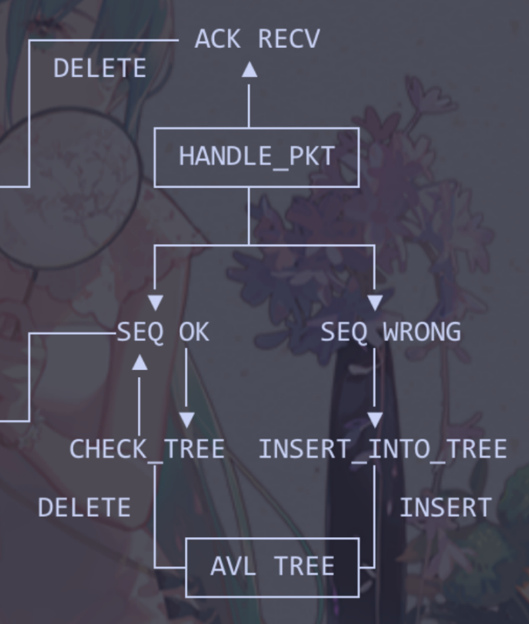 ACK RECV
DELETE
HANDLE_PKT
SEQ OK
SEQ WRONG
CHECK_TREE
INSERT_INTO_TREE
DELETE
INSERT
AVL TREE